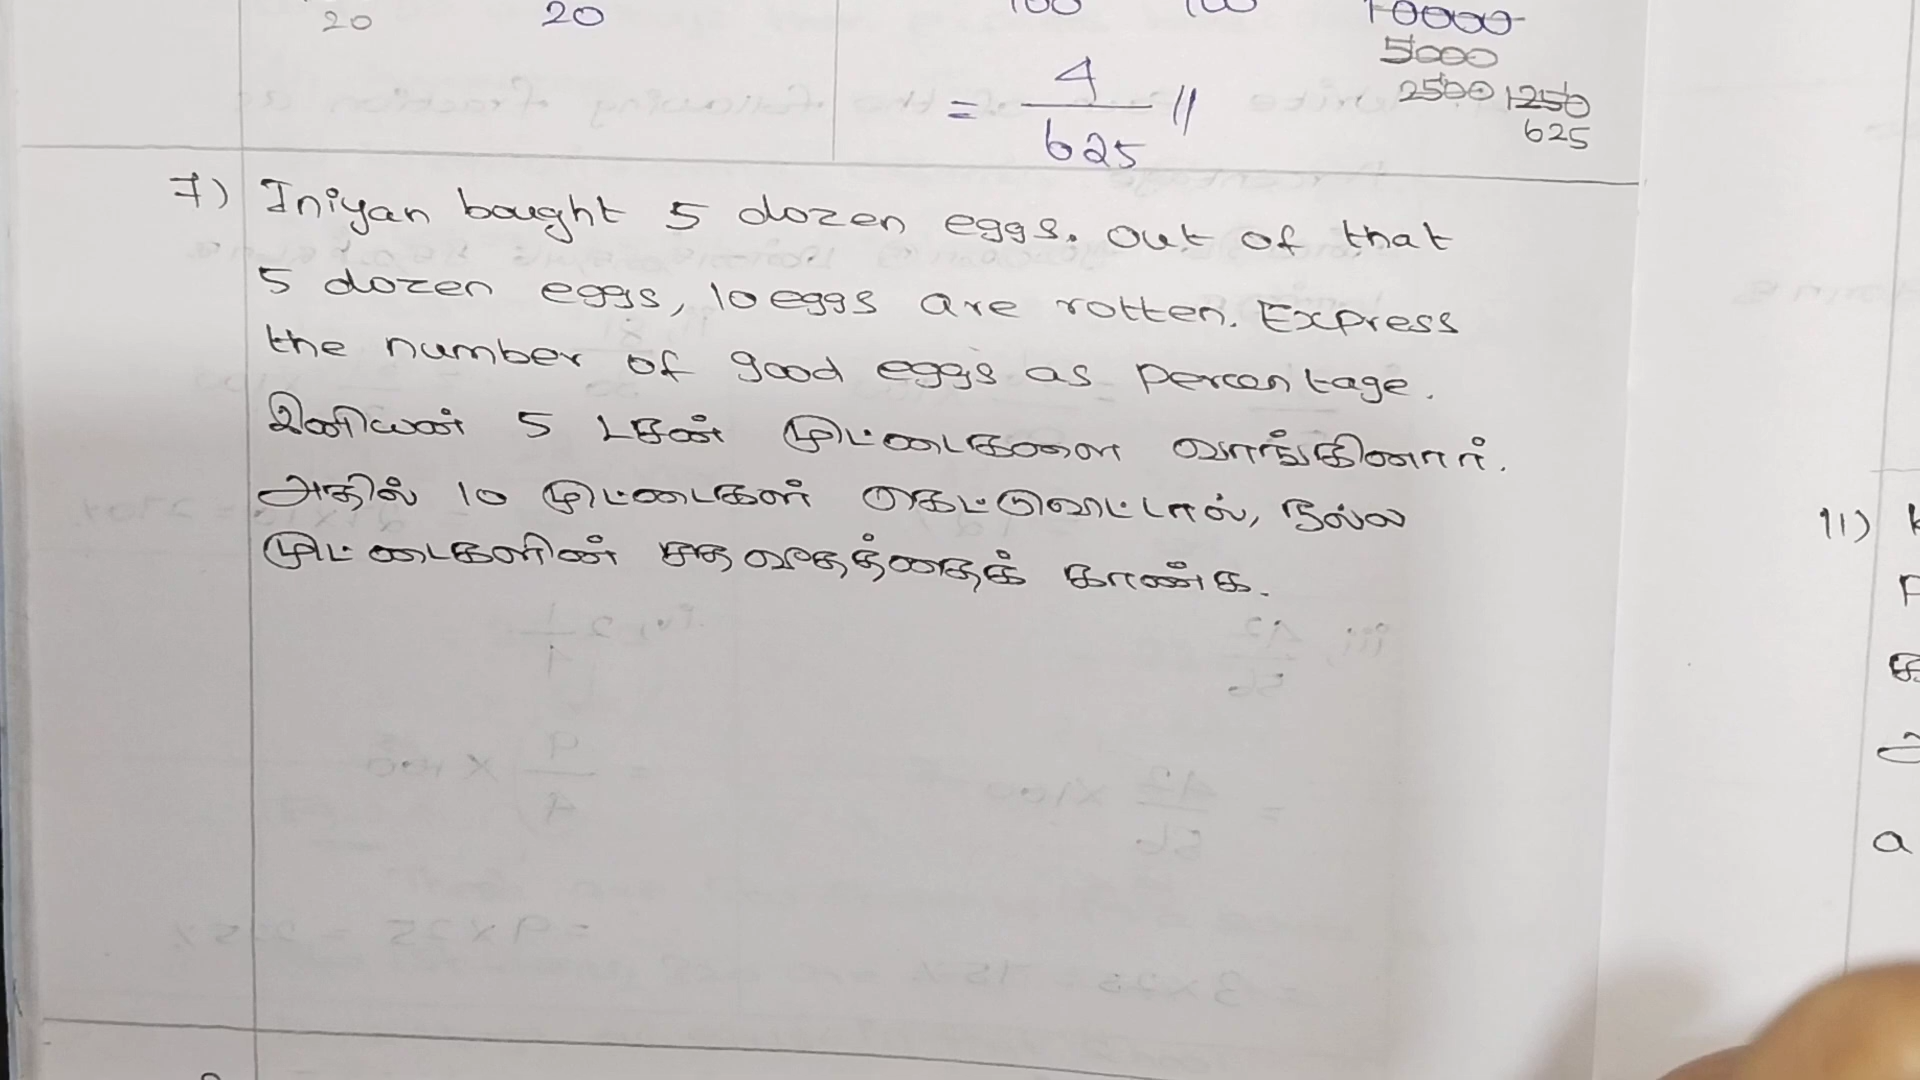 20 20
100 100 10000
5000
= 4/625 // 2500 1250
625
7) Iniyan bought 5 dozen eggs. Out of that
5 dozen eggs, 10 eggs are rotten. Express
the number of good eggs as percentage.
இனியன் 5 டசன் முட்டைகளை வாங்கினார்.
அதில் 10 முட்டைகள் கெட்டுவிட்டால், நல்ல
முட்டைகளின் சதவீதத்தைக் காண்க.
11)
a